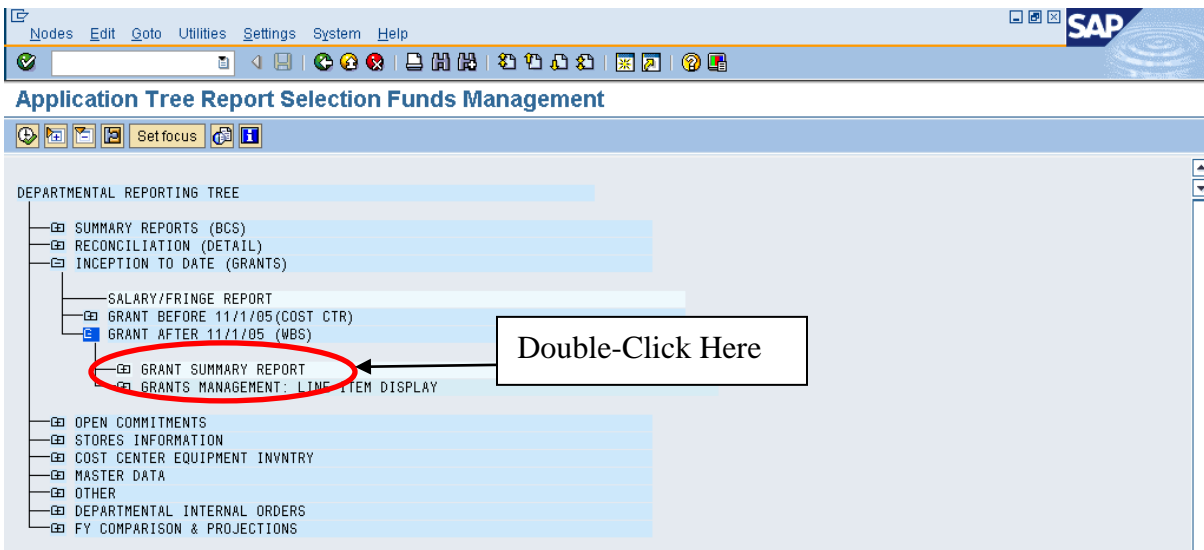 SAP
Nodes Edit Goto Utilities Settings System Help
Application Tree Report Selection Funds Management
Set focus
DEPARTMENTAL REPORTING TREE
SUMMARY REPORTS (BCS)
RECONCILIATION (DETAIL)
INCEPTION TO DATE (GRANTS)
SALARY/FRINGE REPORT
GRANT BEFORE 11/1/05(COST CTR)
GRANT AFTER 11/1/05 (WBS)
Double-Click Here
GRANT SUMMARY REPORT
GRANTS MANAGEMENT: LINE ITEM DISPLAY
OPEN COMMITMENTS
STORES INFORMATION
COST CENTER EQUIPMENT INVNTRY
MASTER DATA
OTHER
DEPARTMENTAL INTERNAL ORDERS
FY COMPARISON & PROJECTIONS